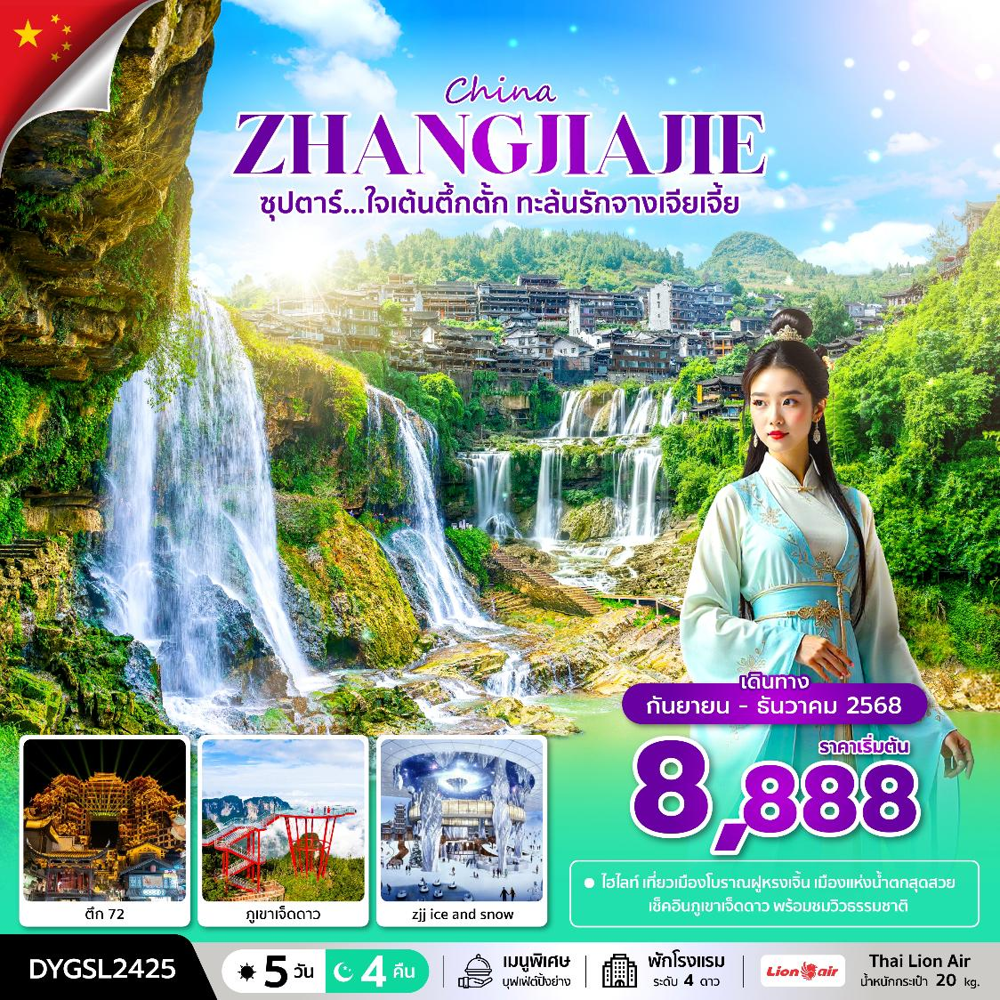 China
ZHANGJIAJIE
ซุปตาร์...ใจเต้นตึ้กตั้ก ทะล้นรักจางเจียเจี้ย
เดินทาง
กันยายน - ธันวาคม 2568
ราคาเริ่มต้น
8,888
ไฮไลท์ เที่ยวเมืองโบราณฝูหรงเจิ้น เมืองแห่งน้ำตกสุดสวย
เช็คอินภูเขาเจ็ดดาว พร้อมชมวิวธรรมชาติ
ตึก 72
ภูเขาเจ็ดดาว
zjj ice and snow
DYGSL2425
5 วัน
4 คืน
เมนูพิเศษ
บุฟเฟ่ต์ปิ้งย่าง
พักโรงแรม
ระดับ 4 ดาว
Lion air
Thai Lion Air
น้ำหนักกระเป๋า 20 kg.